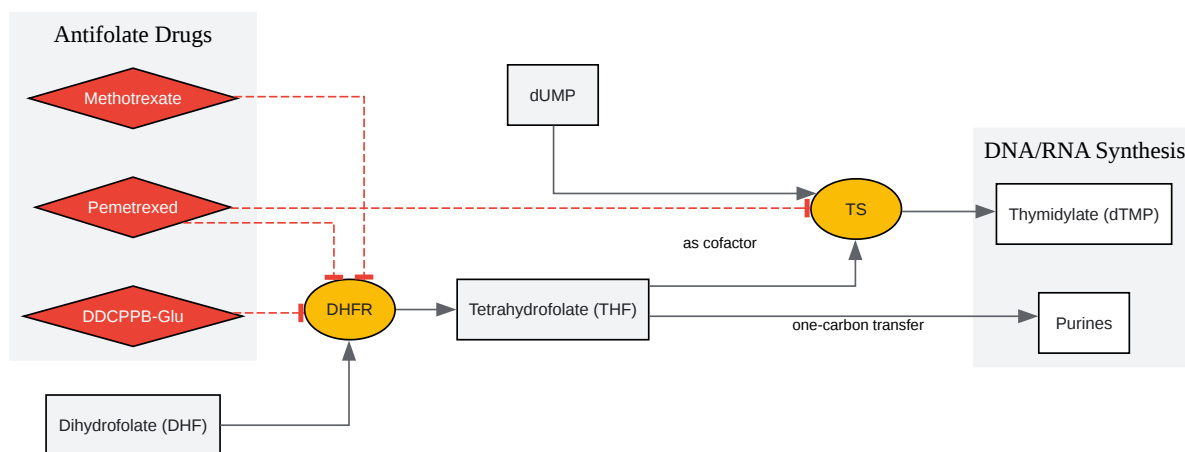 Antifolate Drugs
Methotrexate
dUMP
DNA/RNA Synthesis
Pemetrexed
TS
Thymidylate (dTMP)
as cofactor
DDCPPB-Glu
DHFR
Tetrahydrofolate (THF)
one-carbon transfer
Purines
Dihydrofolate (DHF)